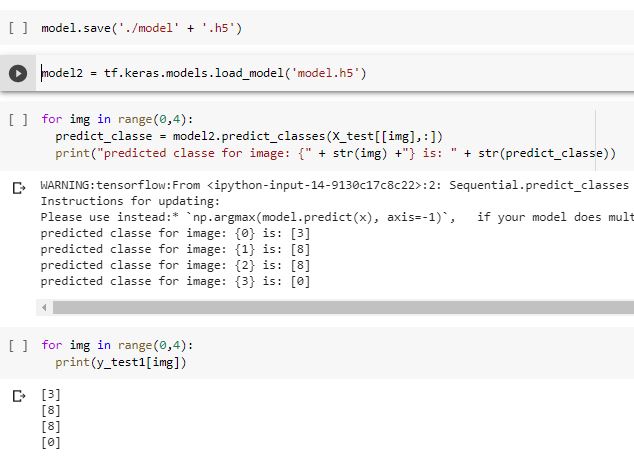 [ ] model.save('./model' + '.h5')
model2 = tf.keras.models.load_model('model.h5')
[ ] for img in range(0,4):
predict_classe = model2.predict_classes(X_test[[img],:])
print("predicted classe for image: {" + str(img) +"} is: " + str(predict_classe))
WARNING:tensorflow:From <ipython-input-14-9130c17c8c22>:2: Sequential.predict_classes
Instructions for updating:
Please use instead:* `np.argmax(model.predict(x), axis=-1)`,   if your model does mult
predicted classe for image: {0} is: [3]
predicted classe for image: {1} is: [8]
predicted classe for image: {2} is: [8]
predicted classe for image: {3} is: [0]
[ ] for img in range(0,4):
print(y_test1[img])
[3]
[8]
[8]
[0]